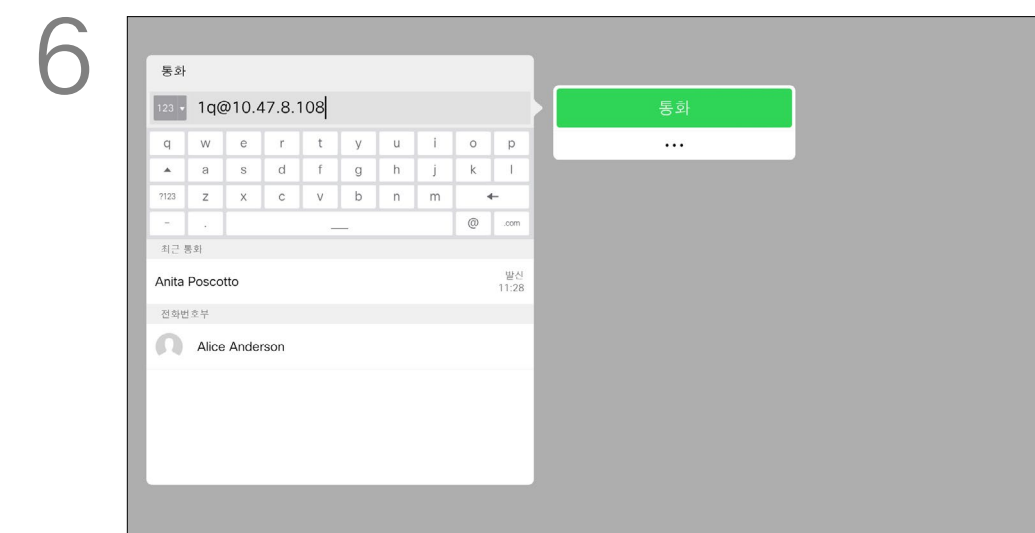 6
통화
123 1q@10.47.8.108
통화
...
q w e r t y u i o p
a s d f g h j k l
?123 z x c v b n m
- . @ .com
최근 통화
Anita Poscotto 발신
11:28
전화번호부
Alice Anderson